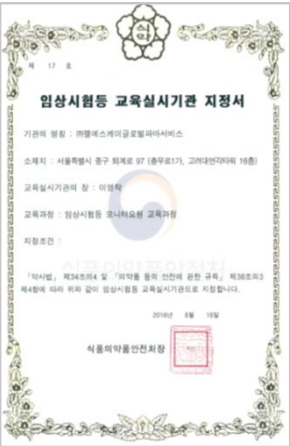 식약
제 17 호
임상시험등 교육실시기관 지정서
기관의 명칭 : ㈜엘에스케이글로벌파마서비스
소재지 : 서울특별시 중구 퇴계로 97 (충무로1가, 고려대연각타워 16층)
교육실시기관의 장 : 이영작
교육과정 : 임상시험등 모니터요원 교육과정
지정조건 :
「약사법」 제34조의4 및 「의약품 등의 안전에 관한 규칙」 제38조의3
제4항에 따라 위와 같이 임상시험등 교육실시기관으로 지정합니다.
2016년 8월 18일
식품의약품안전처장